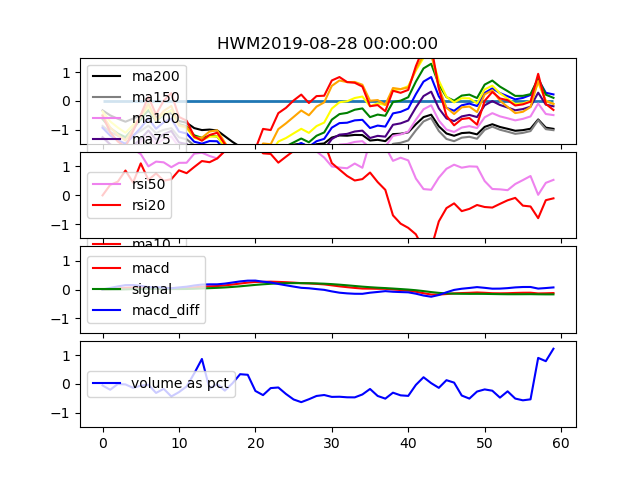 HWM2019-08-28 00:00:00
1
0
−1
ma200
ma150
ma100
ma75
1
0
−1
rsi50
rsi20
ma10
1
0
−1
macd
signal
macd_diff
1
0
−1
volume as pct
0 10 20 30 40 50 60